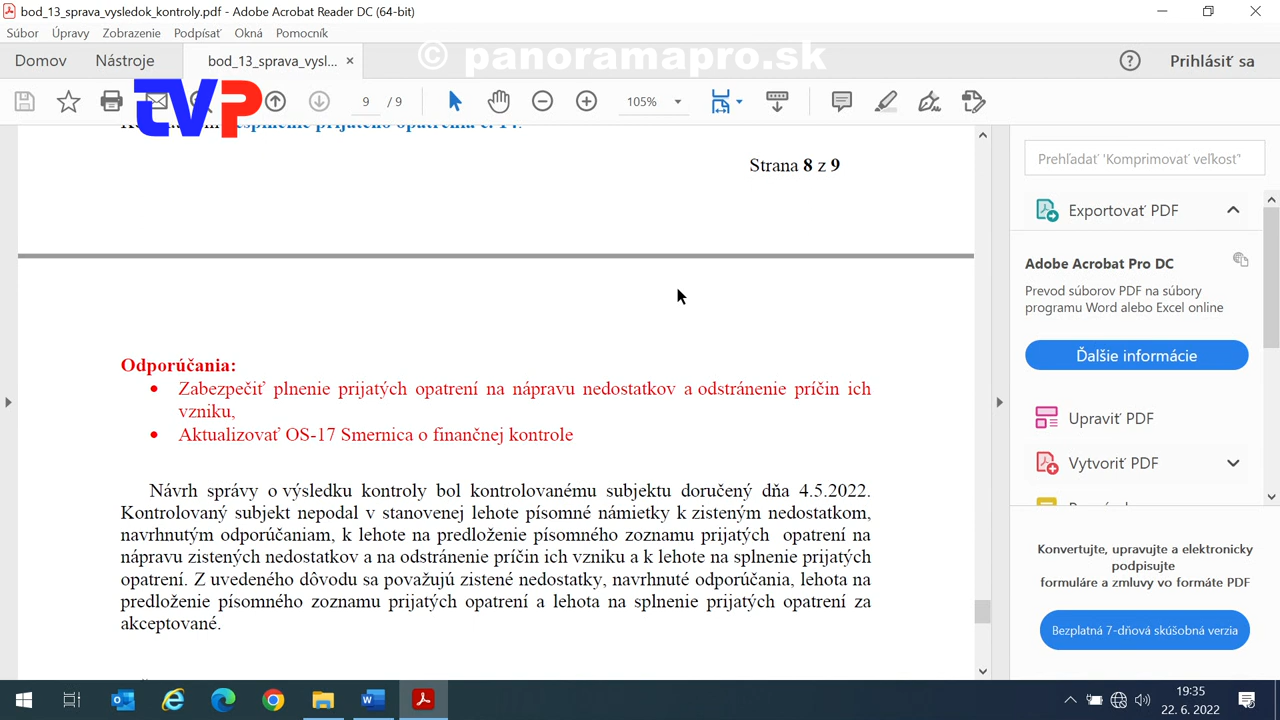 bod_13_sprava_vysledok_kontroly.pdf - Adobe Acrobat Reader DC (64-bit)
Súbor Úpravy Zobrazenie Podpísať Okná Pomocník
© panoramapro.sk
Domov Nástroje bod_13_sprava_vysl... × Prihlásiť sa
TVP
9 / 9 105%
prijatého opatrenia č. 14.
Strana 8 z 9
Odporúčania:
• Zabezpečiť plnenie prijatých opatrení na nápravu nedostatkov a odstránenie príčin ich
vzniku,
• Aktualizovať OS-17 Smernica o finančnej kontrole
Návrh správy o výsledku kontroly bol kontrolovanému subjektu doručený dňa 4.5.2022.
Kontrolovaný subjekt nepodal v stanovenej lehote písomné námietky k zisteným nedostatkom,
navrhnutým odporúčaniam, k lehote na predloženie písomného zoznamu prijatých opatrení na
nápravu zistených nedostatkov a na odstránenie príčin ich vzniku a k lehote na splnenie prijatých
opatrení. Z uvedeného dôvodu sa považujú zistené nedostatky, navrhnuté odporúčania, lehota na
predloženie písomného zoznamu prijatých opatrení a lehota na splnenie prijatých opatrení za
akceptované.
Prehľadať 'Komprimovať veľkosť'
Exportovať PDF
Adobe Acrobat Pro DC
Prevod súborov PDF na súbory
programu Word alebo Excel online
Ďalšie informácie
Upraviť PDF
Vytvoriť PDF
Konvertujte, upravujte a elektronicky
podpisujte
formuláre a zmluvy vo formáte PDF
Bezplatná 7-dňová skúšobná verzia
19:35
22. 6. 2022